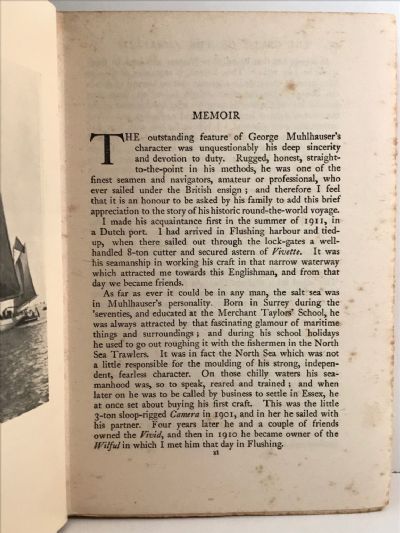 MEMOIR
THE outstanding feature of George Muhlhauser's
character was unquestionably his deep sincerity
and devotion to duty. Rugged, honest, straight-
to-the-point in his methods, he was one of the
finest seamen and navigators, amateur or professional, who
ever sailed under the British ensign; and therefore I feel
that it is an honour to be asked by his family to add this brief
appreciation to the story of his historic round-the-world voyage.
I made his acquaintance first in the summer of 1911, in
a Dutch port. I had arrived in Flushing harbour and tied-
up, when there sailed out through the lock-gates a well-
handled 8-ton cutter and secured astern of Vivette. It was
his seamanship in working his craft in that narrow waterway
which attracted me towards this Englishman, and from that
day we became friends.
As far as ever it could be in any man, the salt sea was
in Muhlhauser's personality. Born in Surrey during the
'seventies, and educated at the Merchant Taylors' School, he
was always attracted by that fascinating glamour of maritime
things and surroundings; and during his school holidays
he used to go out roughing it with the fishermen in the North
Sea Trawlers. It was in fact the North Sea which was not
a little responsible for the moulding of his strong, indepen-
dent, fearless character. On those chilly waters his sea-
manhood was, so to speak, reared and trained; and when
later on he was to be called by business to settle in Essex, he
at once set about buying his first craft. This was the little
3-ton sloop-rigged Camera in 1901, and in her he sailed with
his partner. Four years later he and a couple of friends
owned the Vivid, and then in 1910 he became owner of the
Wilful in which I met him that day in Flushing.
xi